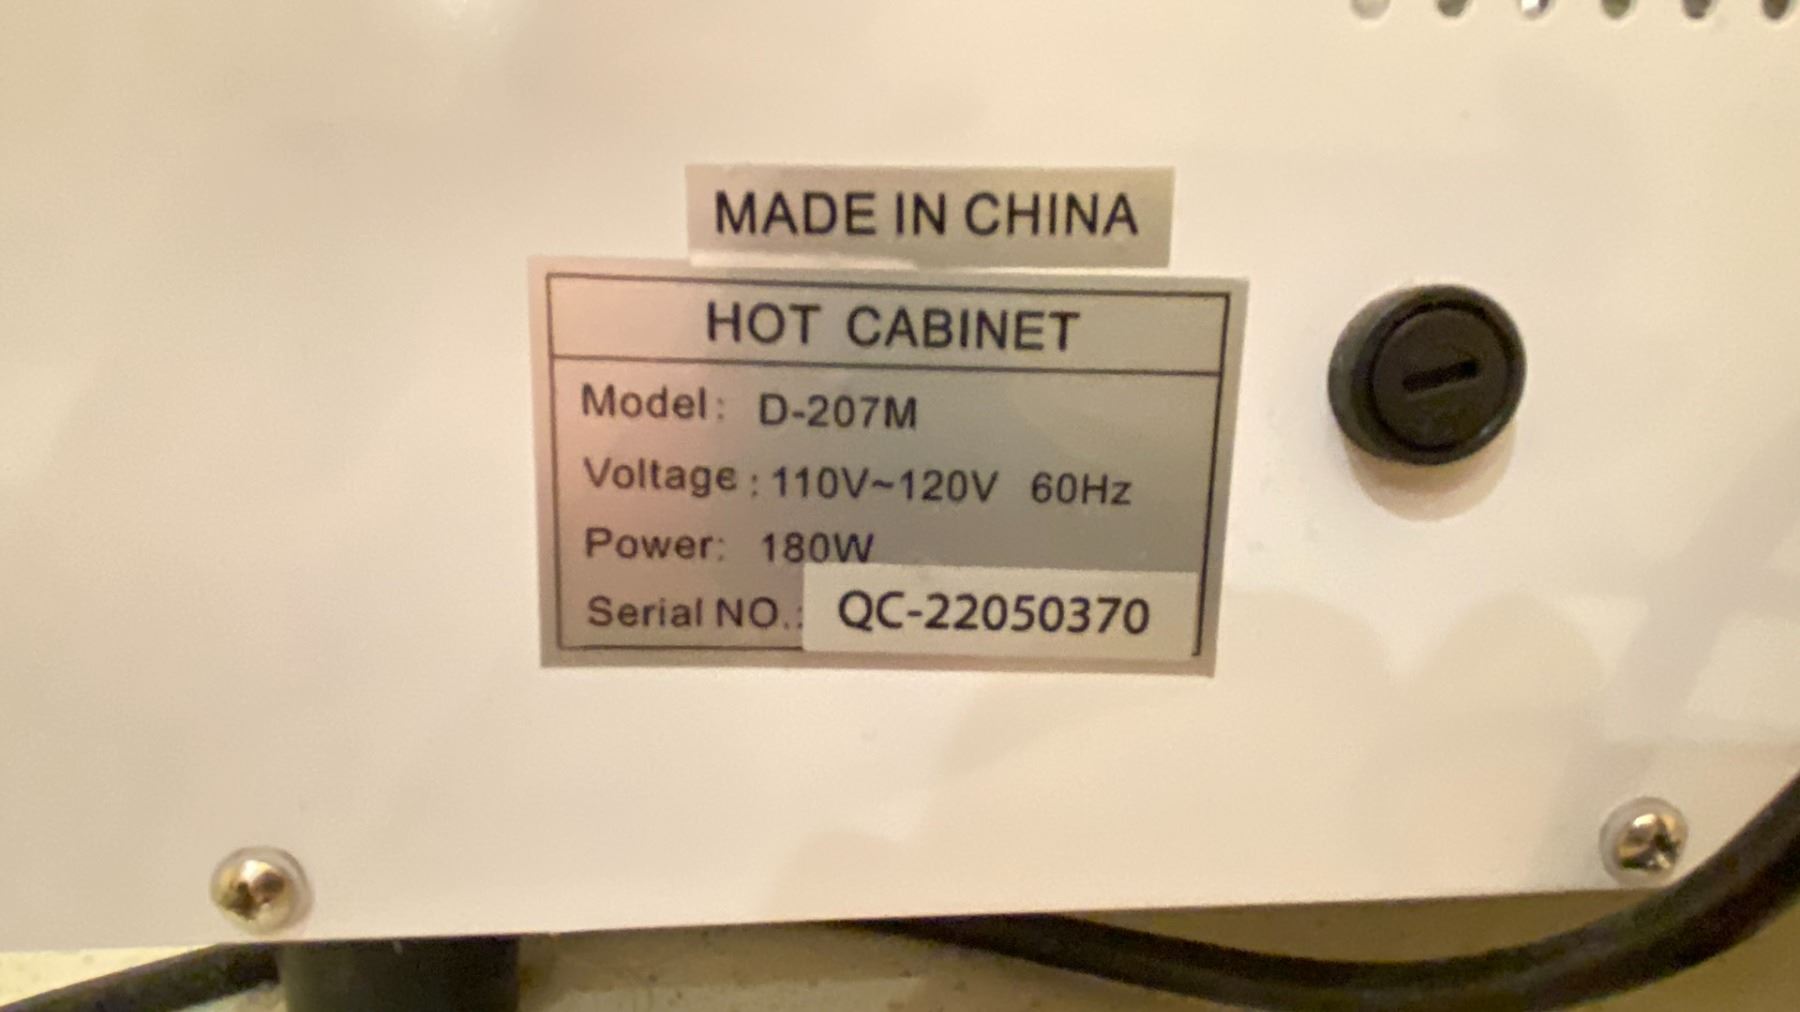 MADE IN CHINA
HOT CABINET
Model: D-207M
Voltage: 110V~120V 60Hz
Power: 180W
Serial NO.: QC-22050370